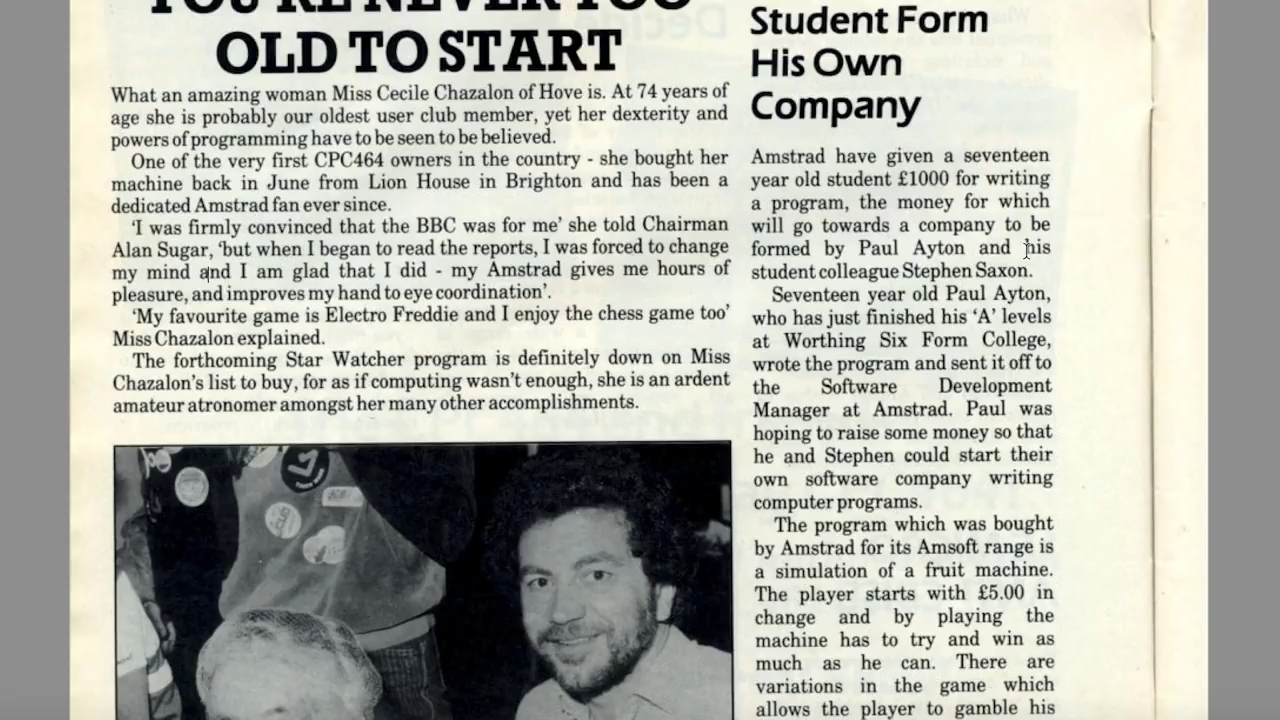 YOU'RE NEVER TOO
OLD TO START
What an amazing woman Miss Cecile Chazalon of Hove is. At 74 years of
age she is probably our oldest user club member, yet her dexterity and
powers of programming have to be seen to be believed.
One of the very first CPC464 owners in the country - she bought her
machine back in June from Lion House in Brighton and has been a
dedicated Amstrad fan ever since.
'I was firmly convinced that the BBC was for me' she told Chairman
Alan Sugar, 'but when I began to read the reports, I was forced to change
my mind and I am glad that I did - my Amstrad gives me hours of
pleasure, and improves my hand to eye coordination'.
'My favourite game is Electro Freddie and I enjoy the chess game too'
Miss Chazalon explained.
The forthcoming Star Watcher program is definitely down on Miss
Chazalon's list to buy, for as if computing wasn't enough, she is an ardent
amateur atronomer amongst her many other accomplishments.
Student Form
His Own
Company
Amstrad have given a seventeen
year old student £1000 for writing
a program, the money for which
will go towards a company to be
formed by Paul Ayton and his
student colleague Stephen Saxon.
Seventeen year old Paul Ayton,
who has just finished his 'A' levels
at Worthing Six Form College,
wrote the program and sent it off to
the Software Development
Manager at Amstrad. Paul was
hoping to raise some money so that
he and Stephen could start their
own software company writing
computer programs.
The program which was bought
by Amstrad for its Amsoft range is
a simulation of a fruit machine.
The player starts with £5.00 in
change and by playing the
machine has to try and win as
much as he can. There are
variations in the game which
allows the player to gamble his